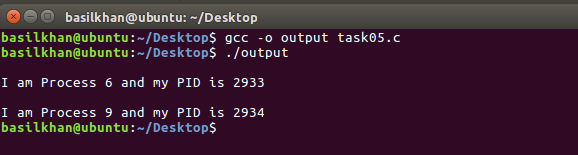 basilkhan@ubuntu: ~/Desktop
basilkhan@ubuntu:~/Desktop$ gcc -o output task05.c
basilkhan@ubuntu:~/Desktop$ ./output
I am Process 6 and my PID is 2933
I am Process 9 and my PID is 2934
basilkhan@ubuntu:~/Desktop$